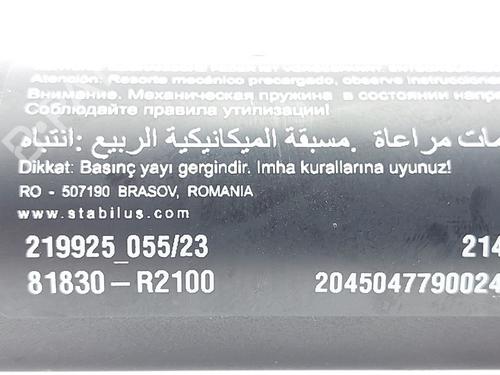 Atención: Resorte mecánico precargado, observe instruccione
Внимание. Механическая пружина в состоянии напр
Соблюдайте правила утилизации!
مات مراعاة .مسبقة الميكانيكية الربيع :انتباه
Dikkat: Basınç yayı gergindir. Imha kurallarına uyunuz!
RO - 507190 BRASOV, ROMANIA
www.stabilus.com
219925_055/23 214
81830-R2100 2045047790024